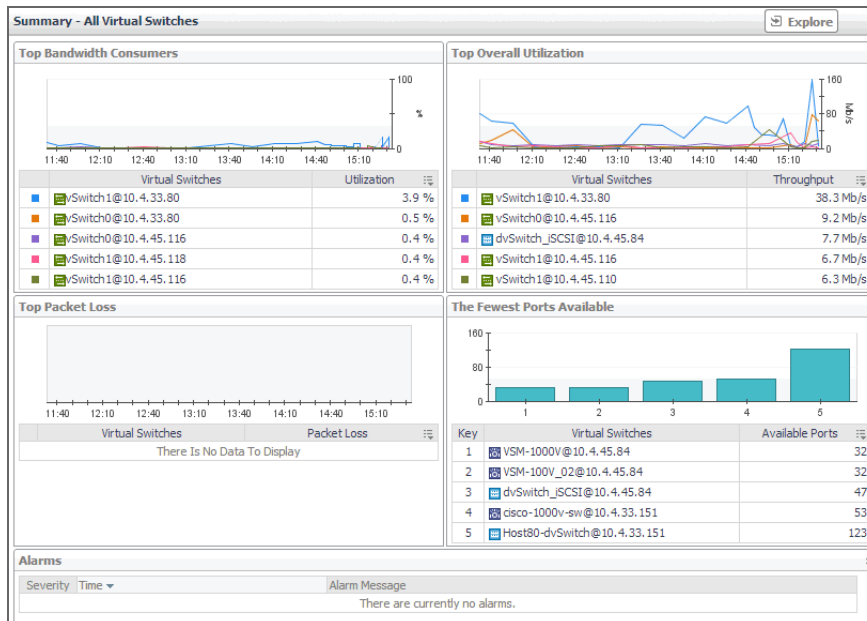 Summary - All Virtual Switches
Explore
Top Bandwidth Consumers
100
%
0
11:40 12:10 12:40 13:10 13:40 14:10 14:40 15:10
Virtual Switches Utilization
vSwitch1@10.4.33.80 3.9 %
vSwitch0@10.4.33.80 0.5 %
vSwitch0@10.4.45.116 0.4 %
vSwitch1@10.4.45.118 0.4 %
vSwitch1@10.4.45.116 0.4 %
Top Overall Utilization
160
80
0
Mb/s
11:40 12:10 12:40 13:10 13:40 14:10 14:40 15:10
Virtual Switches Throughput
vSwitch1@10.4.33.80 38.3 Mb/s
vSwitch0@10.4.45.116 9.2 Mb/s
dvSwitch_iSCSI@10.4.45.84 7.7 Mb/s
vSwitch1@10.4.45.116 6.7 Mb/s
vSwitch1@10.4.45.110 6.3 Mb/s
Top Packet Loss
11:40 12:10 12:40 13:10 13:40 14:10 14:40 15:10
Virtual Switches Packet Loss
There Is No Data To Display
The Fewest Ports Available
160
80
0
1 2 3 4 5
Key Virtual Switches Available Ports
1 VSM-1000V@10.4.45.84 32
2 VSM-100V_02@10.4.45.84 32
3 dvSwitch_iSCSI@10.4.45.84 47
4 cisco-1000v-sw@10.4.33.151 53
5 Host80-dvSwitch@10.4.33.151 123
Alarms
Severity Time Alarm Message
There are currently no alarms.